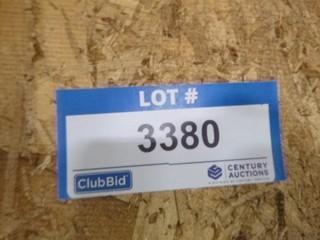 LOT #
3380
ClubBid
CENTURY
AUCTIONS